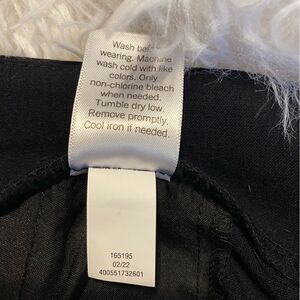 Wash before
wearing. Machine
wash cold with like
colors. Only
non-chlorine bleach
when needed.
Tumble dry low.
Remove promptly.
Cool iron if needed.
165195
02/22
400551732601